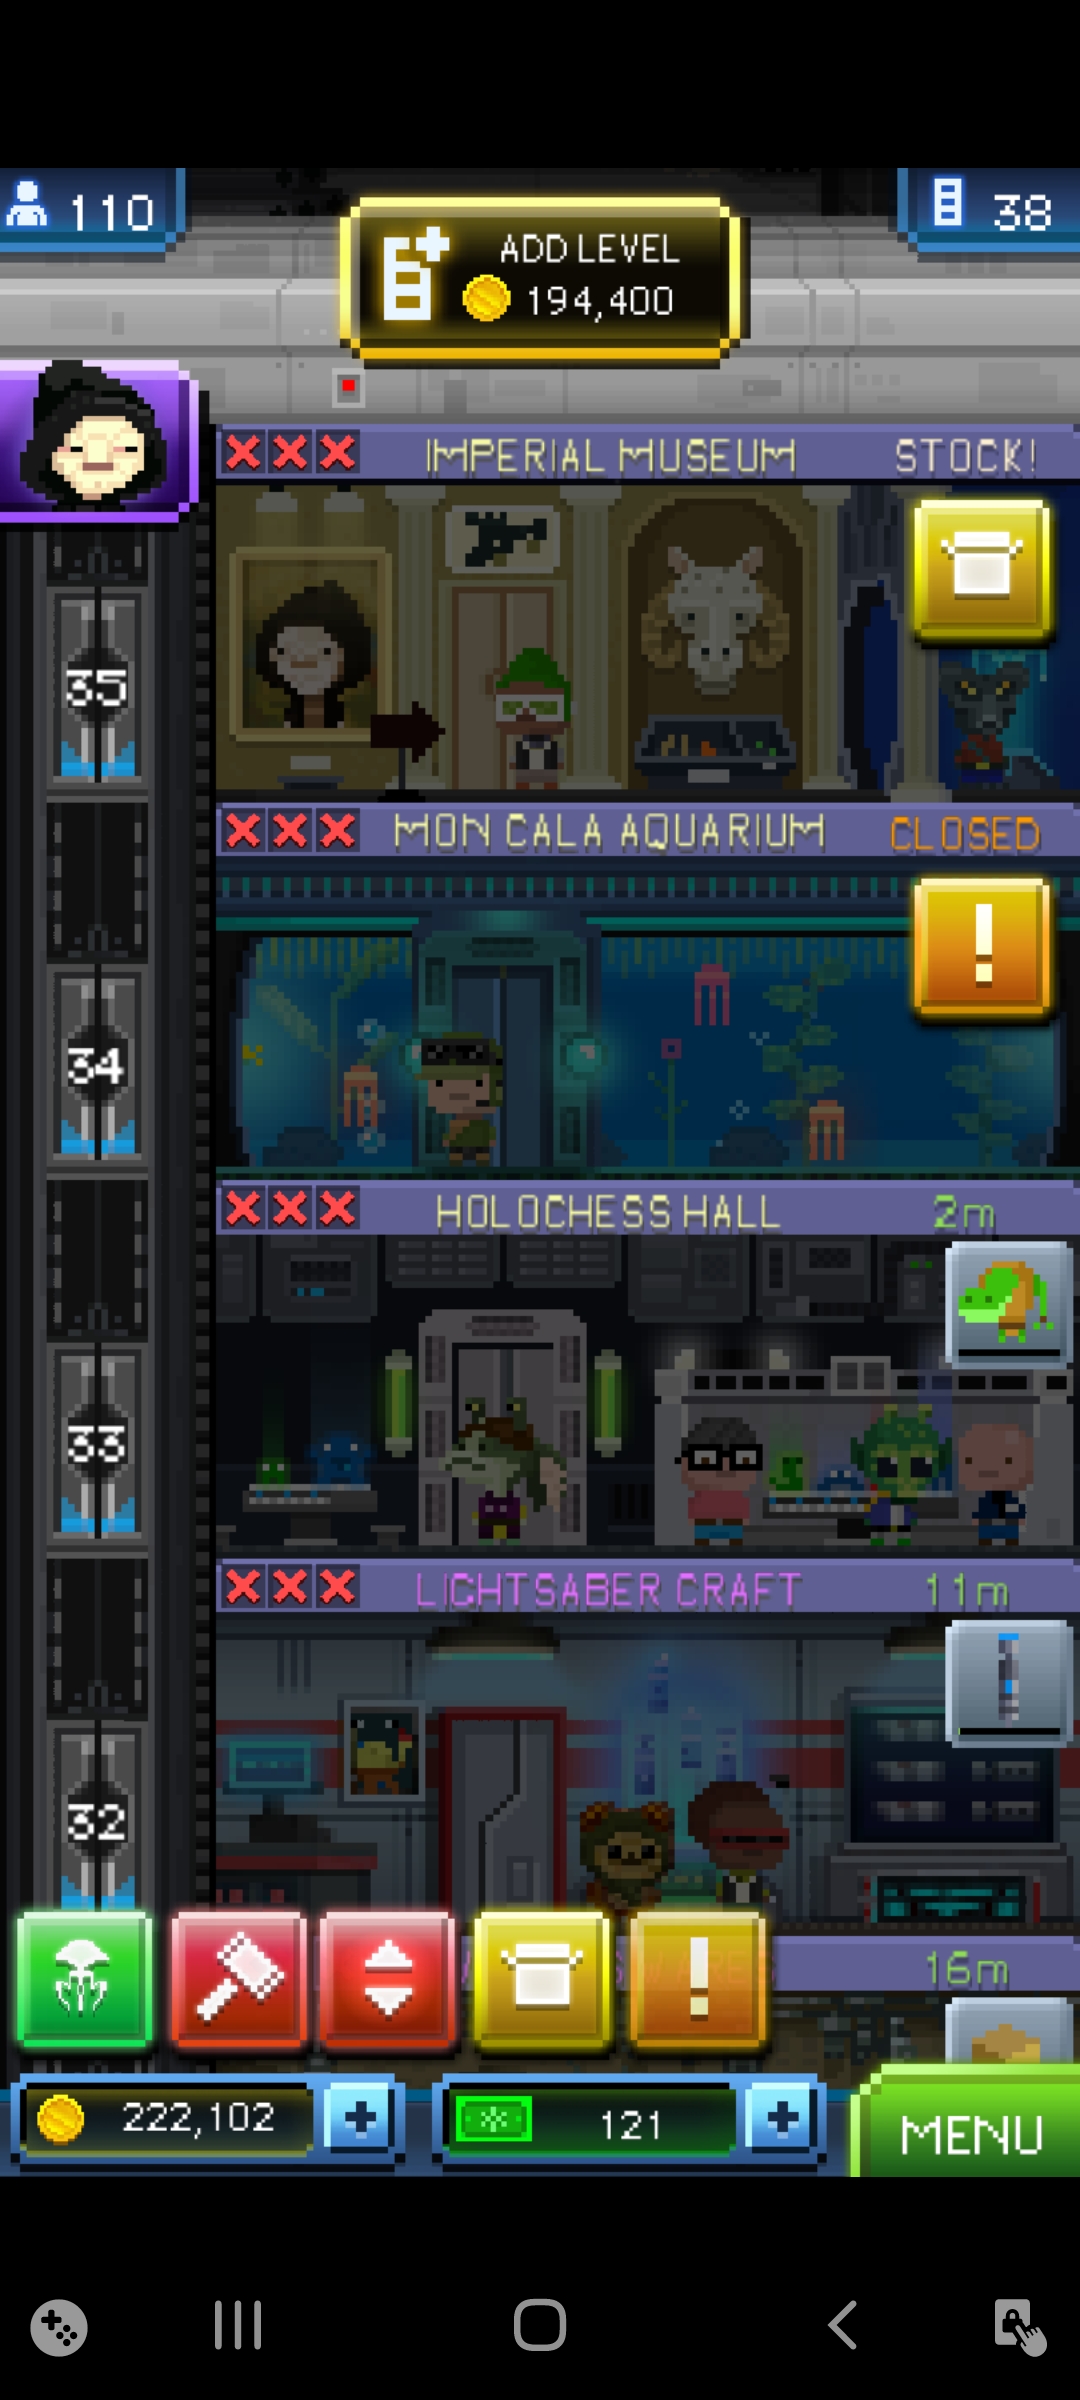 110
ADD LEVEL
194,400
38
IMPERIAL MUSEUM
STOCK!
35
MON CALA AQUARIUM
CLOSED
34
HOLOCHESS HALL
2m
33
LIGHTSABER CRAFT
11m
32
16m
222,102
121
MENU